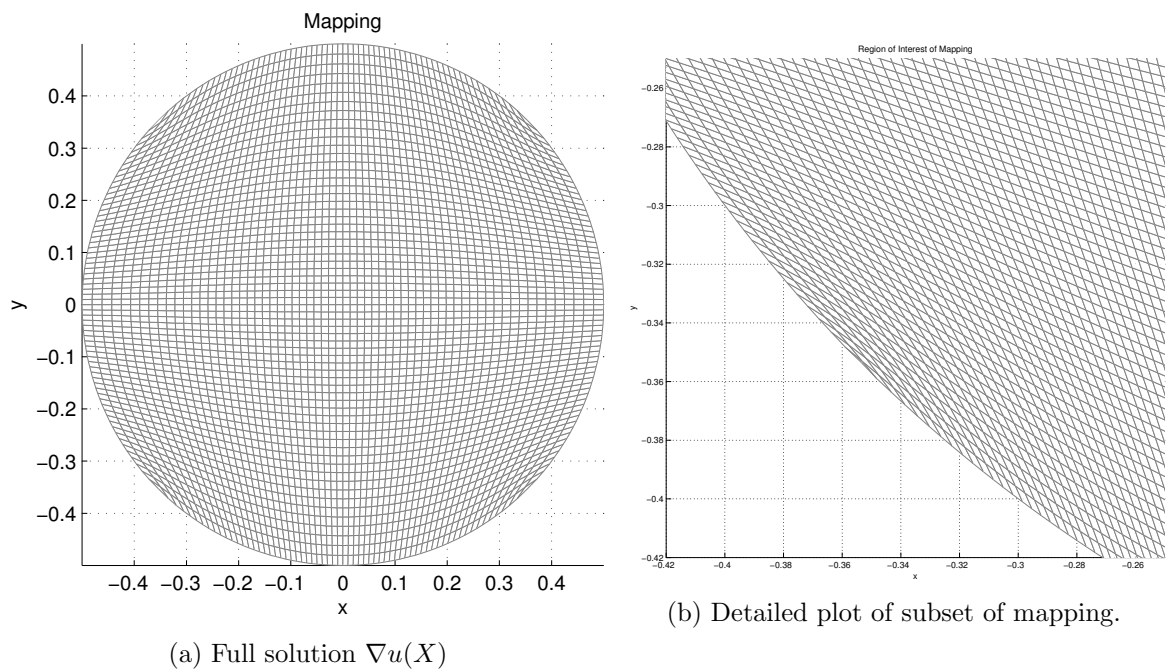 Mapping
0.4
0.3
0.2
0.1
0
−0.1
−0.2
−0.3
−0.4
y
−0.4 −0.3 −0.2 −0.1 0 0.1 0.2 0.3 0.4
x
(a) Full solution ∇u(X)
Region of Interest of Mapping
−0.26
−0.28
−0.3
−0.32
−0.34
−0.36
−0.38
−0.4
−0.42
y
−0.42 −0.4 −0.38 −0.36 −0.34 −0.32 −0.3 −0.28 −0.26
x
(b) Detailed plot of subset of mapping.